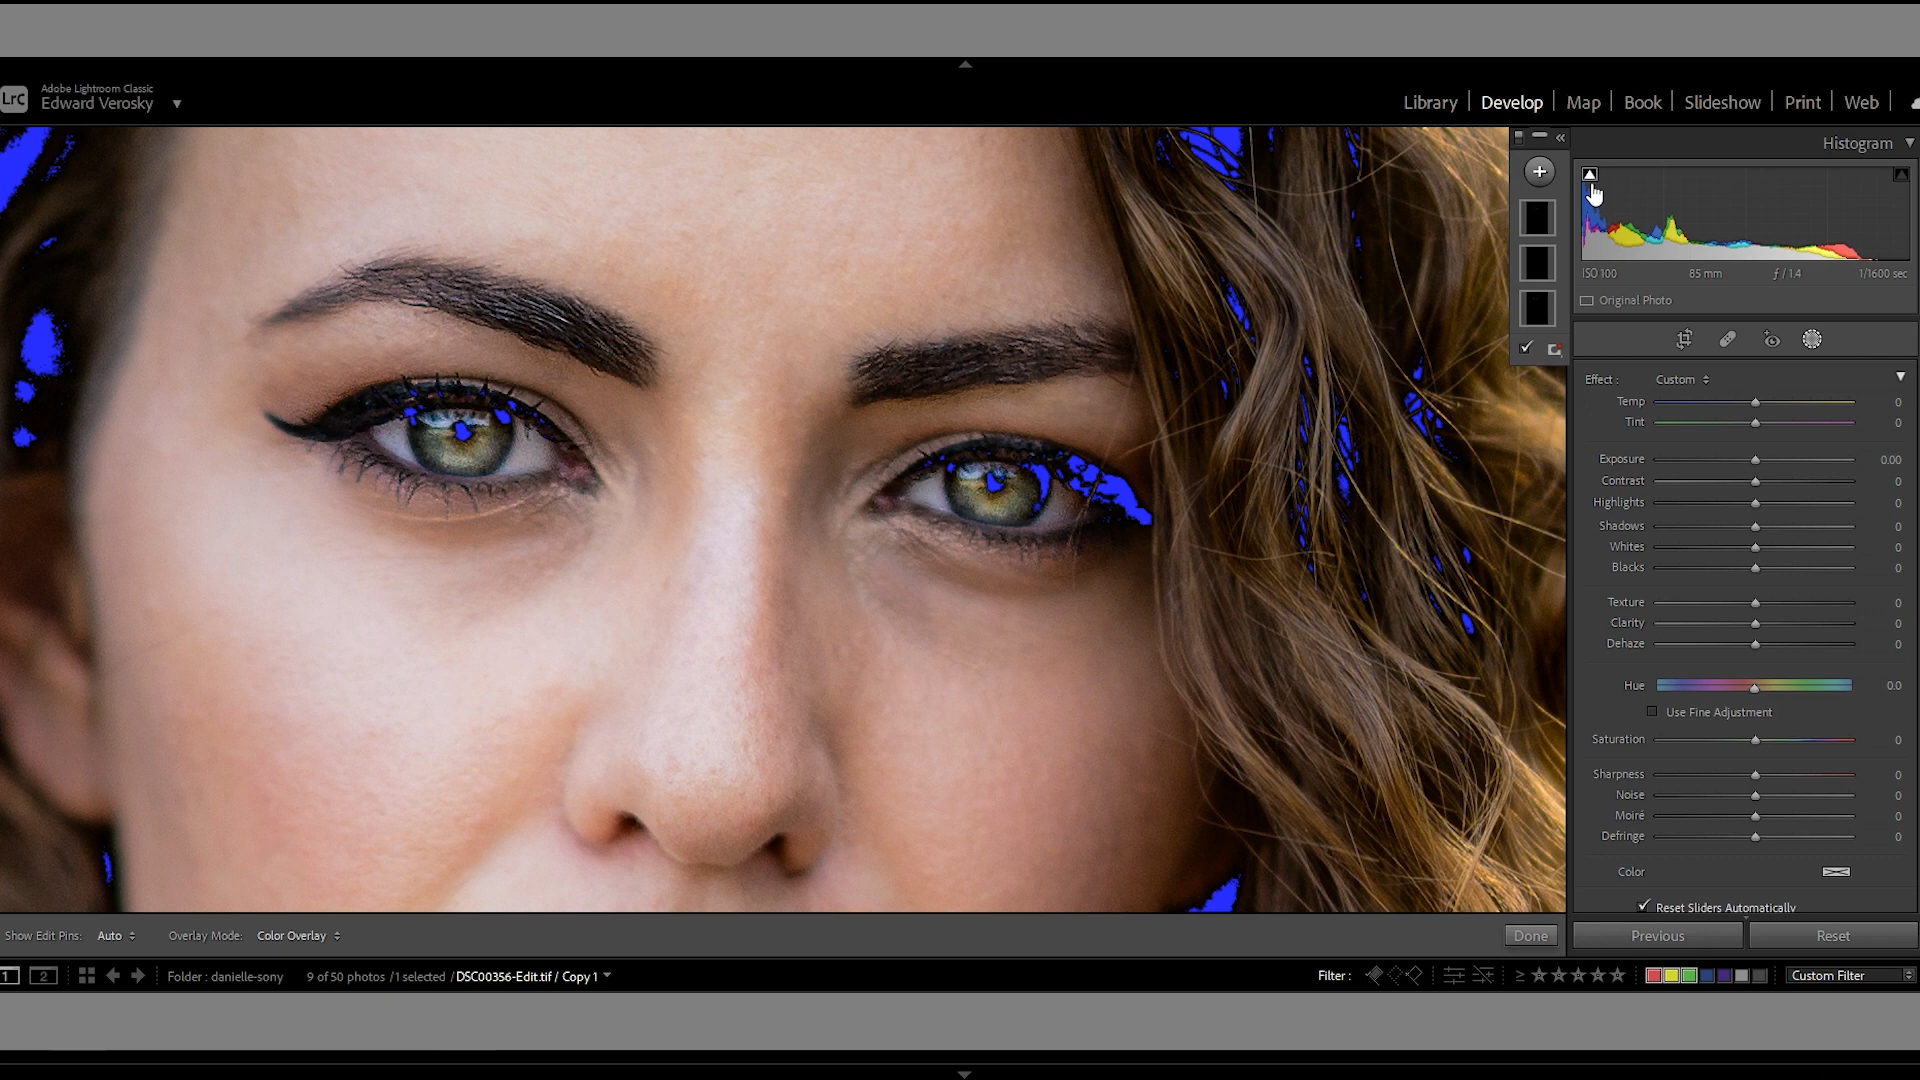 LrC
Adobe Lightroom Classic
Edward Verosky
Library Develop Map Book Slideshow Print Web
Histogram
ISO 100 85 mm ƒ / 1.4 1/1600 sec
Original Photo
Effect : Custom
Temp 0
Tint 0
Exposure 0.00
Contrast 0
Highlights 0
Shadows 0
Whites 0
Blacks 0
Texture 0
Clarity 0
Dehaze 0
Hue 0.0
Use Fine Adjustment
Saturation 0
Sharpness 0
Noise 0
Moiré 0
Defringe 0
Color
Reset Sliders Automatically
Show Edit Pins: Auto Overlay Mode: Color Overlay Done
Previous Reset
1 2 Folder : danielle-sony 9 of 50 photos / 1 selected / DSC00356-Edit.tif / Copy 1 Filter : ≥ Custom Filter